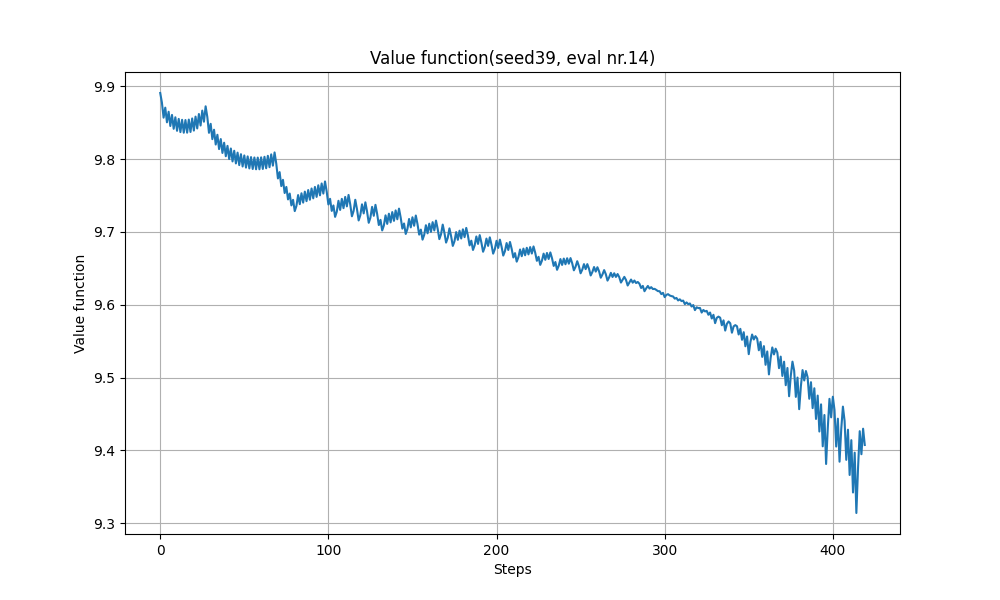 Value function(seed39, eval nr.14)
Value function
9.9
9.8
9.7
9.6
9.5
9.4
9.3
0 100 200 300 400
Steps